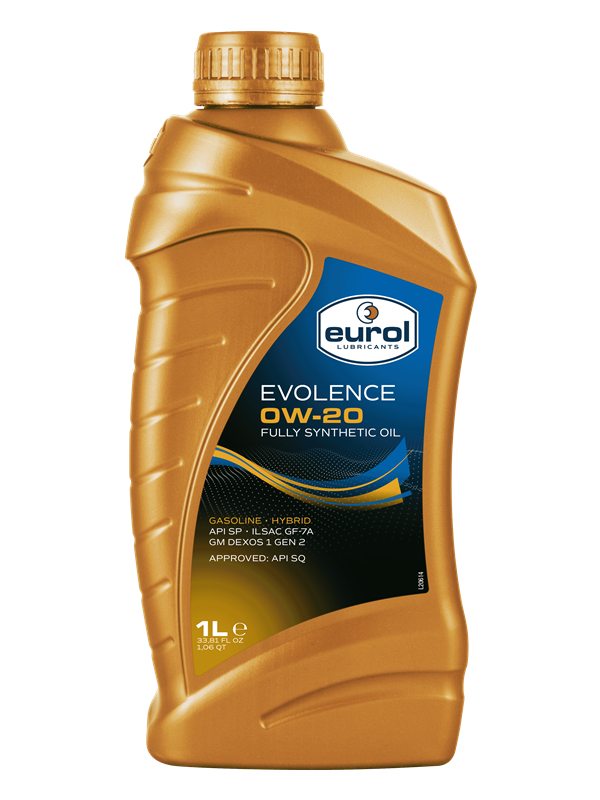 eurol
LUBRICANTS
EVOLENCE
0W-20
FULLY SYNTHETIC OIL
GASOLINE · HYBRID
API SP · ILSAC GF-7A
GM DEXOS 1 GEN 2
APPROVED: API SQ
L20614
1L e
33,81 FL OZ
1,06 QT